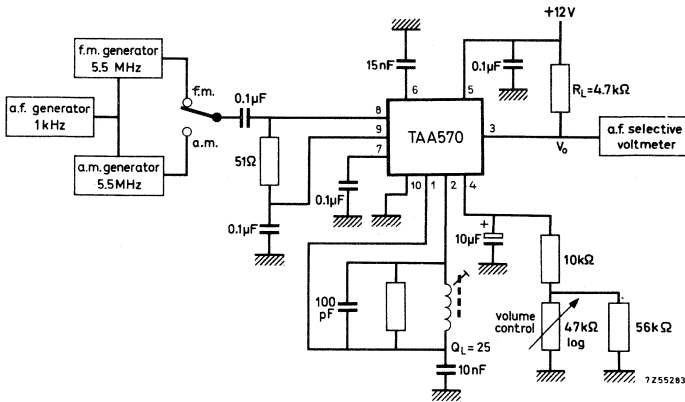 +12V
f.m. generator
5.5 MHz
a.f. generator
1kHz
a.m. generator
5.5MHz
f.m.
a.m.
0.1µF
51Ω
0.1µF
0.1µF
15nF
6
5
0.1µF
R_L=4.7kΩ
8
9
7
TAA570
3
V_o
a.f. selective
voltmeter
10
1
2
4
+
10µF
10kΩ
100
pF
Q_L=25
10nF
volume
control
47kΩ
log
56kΩ
7Z55283